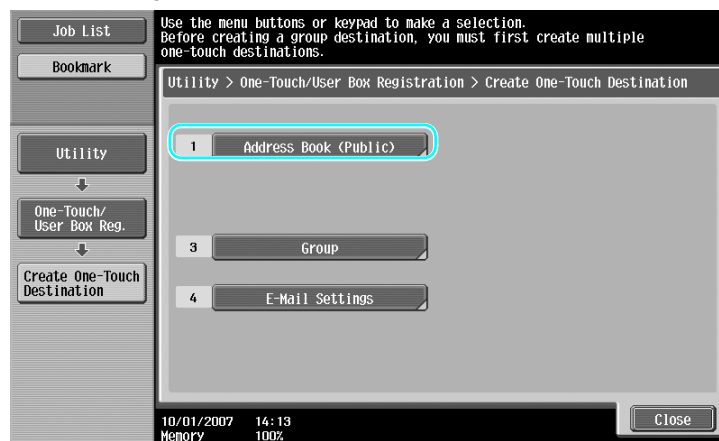 Job List
Bookmark
Use the menu buttons or keypad to make a selection.
Before creating a group destination, you must first create multiple
one-touch destinations.
Utility > One-Touch/User Box Registration > Create One-Touch Destination
Utility
One-Touch/
User Box Reg.
Create One-Touch
Destination
1 Address Book (Public)
3 Group
4 E-Mail Settings
10/01/2007 14:13
Memory 100%
Close